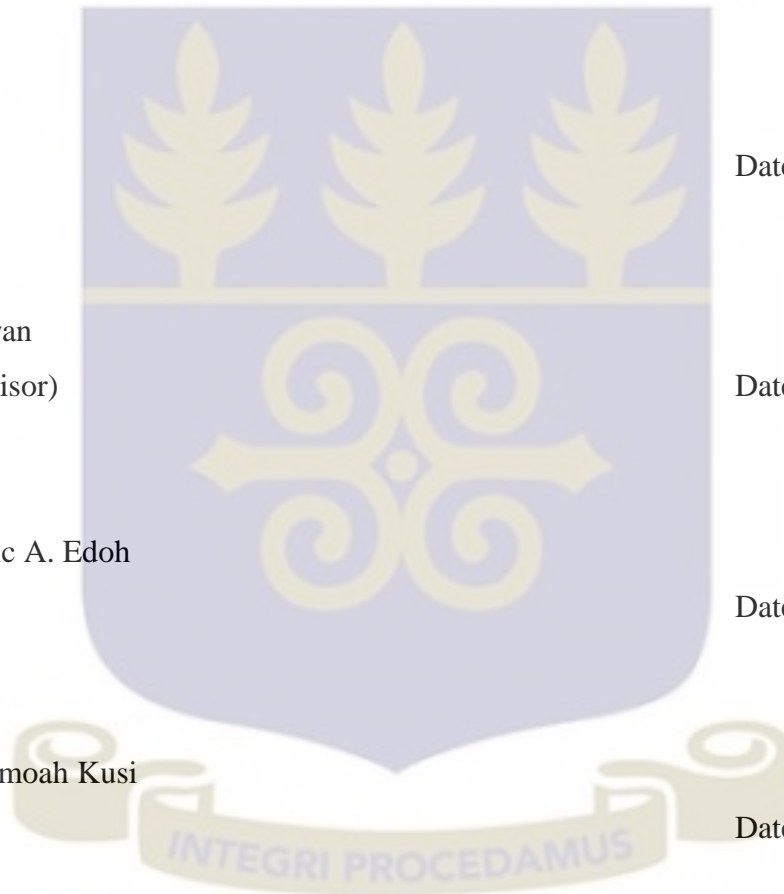 Date
van
isor)
Date
c A. Edoh
Date
moah Kusi
Date
INTEGRI PROCEDAMUS